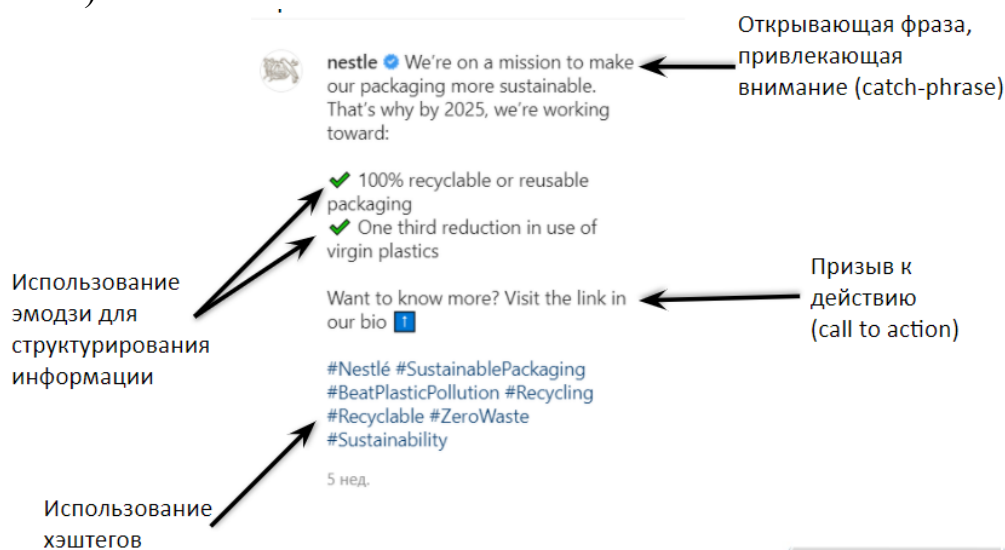 Открывающая фраза,
привлекающая
внимание (catch-phrase)
nestle We’re on a mission to make
our packaging more sustainable.
That’s why by 2025, we’re working
toward:
✔ 100% recyclable or reusable
packaging
✔ One third reduction in use of
virgin plastics
Использование
эмодзи для
структурирования
информации
Want to know more? Visit the link in
our bio ⬆
Призыв к
действию
(call to action)
#Nestlé #SustainablePackaging
#BeatPlasticPollution #Recycling
#Recyclable #ZeroWaste
#Sustainability
5 нед.
Использование
хэштегов